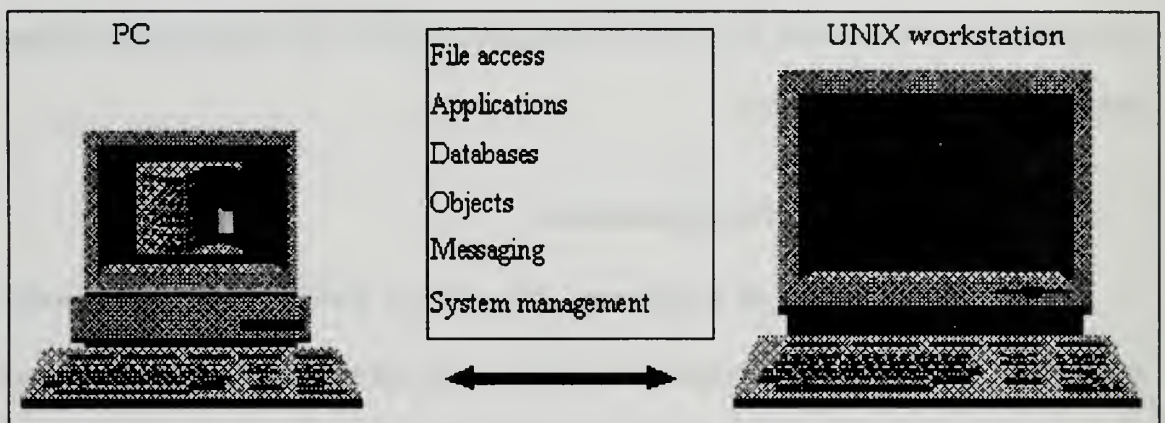 PC
UNIX workstation
File access
Applications
Databases
Objects
Messaging
System management